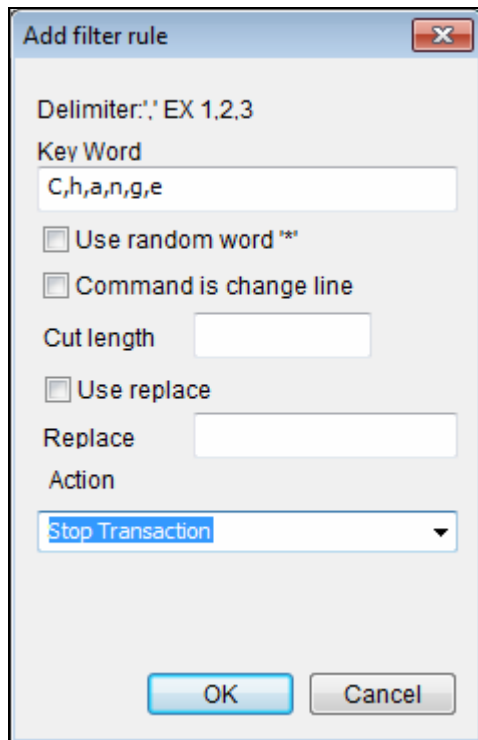 Add filter rule
Delimiter:',' EX 1,2,3
Key Word
C,h,a,n,g,e
Use random word '*'
Command is change line
Cut length
Use replace
Replace
Action
Stop Transaction
OK Cancel